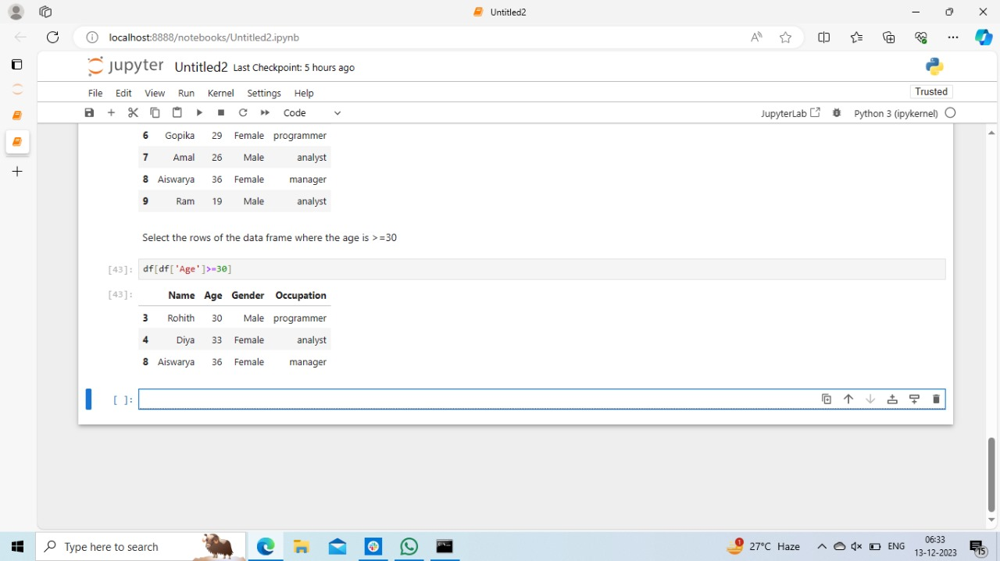 Untitled2
localhost:8888/notebooks/Untitled2.ipynb
jupyter Untitled2 Last Checkpoint: 5 hours ago
File Edit View Run Kernel Settings Help Trusted
Code JupyterLab Python 3 (ipykernel)
6 Gopika 29 Female programmer
7 Amal 26 Male analyst
8 Aiswarya 36 Female manager
9 Ram 19 Male analyst
Select the rows of the data frame where the age is >=30
[43]: df[df['Age']>=30]
[43]: Name Age Gender Occupation
3 Rohith 30 Male programmer
4 Diya 33 Female analyst
8 Aiswarya 36 Female manager
[ ]:
Type here to search 1 27°C Haze ENG 06:33
13-12-2023 15